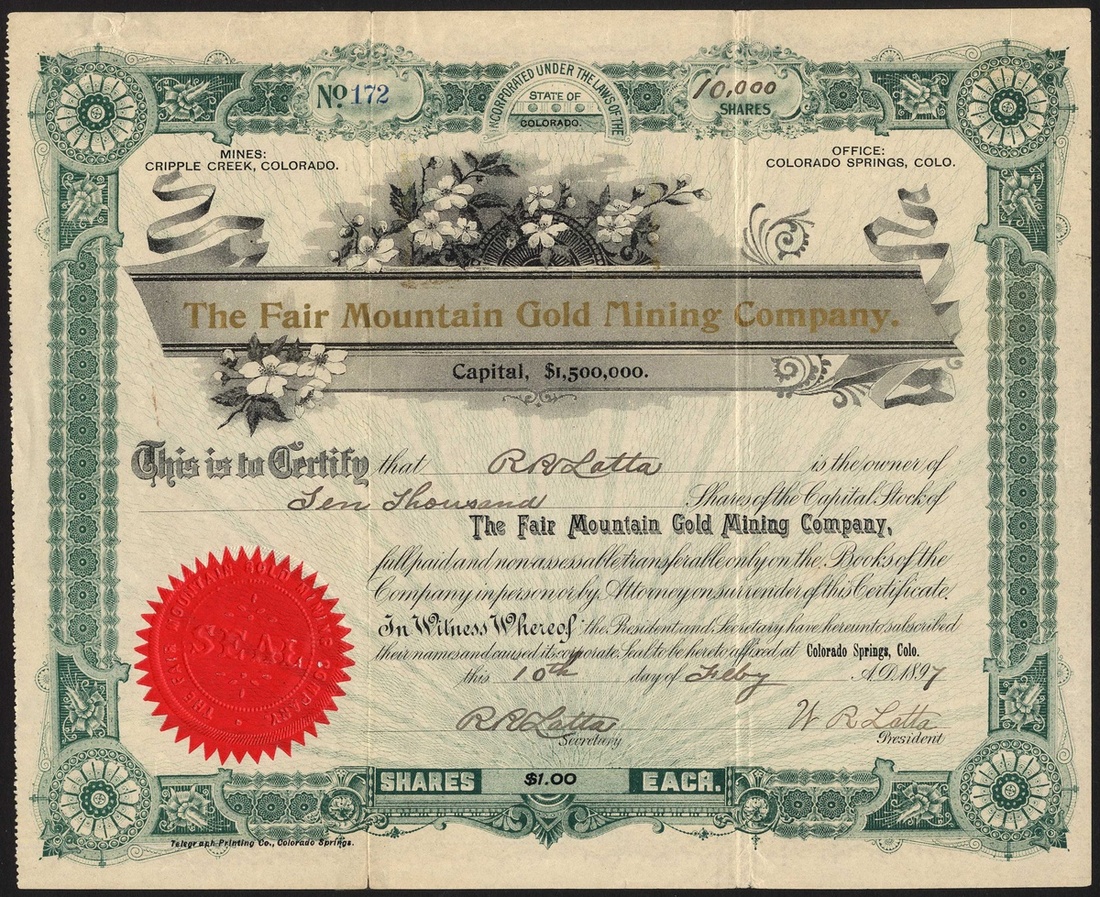 No 172
INCORPORATED UNDER THE LAWS OF THE
STATE OF
COLORADO.
10,000
SHARES
MINES:
CRIPPLE CREEK, COLORADO.
OFFICE:
COLORADO SPRINGS, COLO.
The Fair Mountain Gold Mining Company.
Capital, $1,500,000.
This is to Certify that R R Latta is the owner of
Ten Thousand Shares of the Capital Stock of
The Fair Mountain Gold Mining Company,
full paid and non assessable transferable only on the Books of the
Company in person or by Attorney on surrender of this Certificate.
In Witness Whereof the President and Secretary have hereunto subscribed
their names and caused its corporate Seal to be hereto affixed at Colorado Springs, Colo.
this 10th day of Feby A.D. 1897
R R Latta
Secretary
W R Latta
President
THE FAIR MOUNTAIN GOLD MINING COMPANY
SEAL
SHARES $1.00 EACH.
Telegraph Printing Co., Colorado Springs.